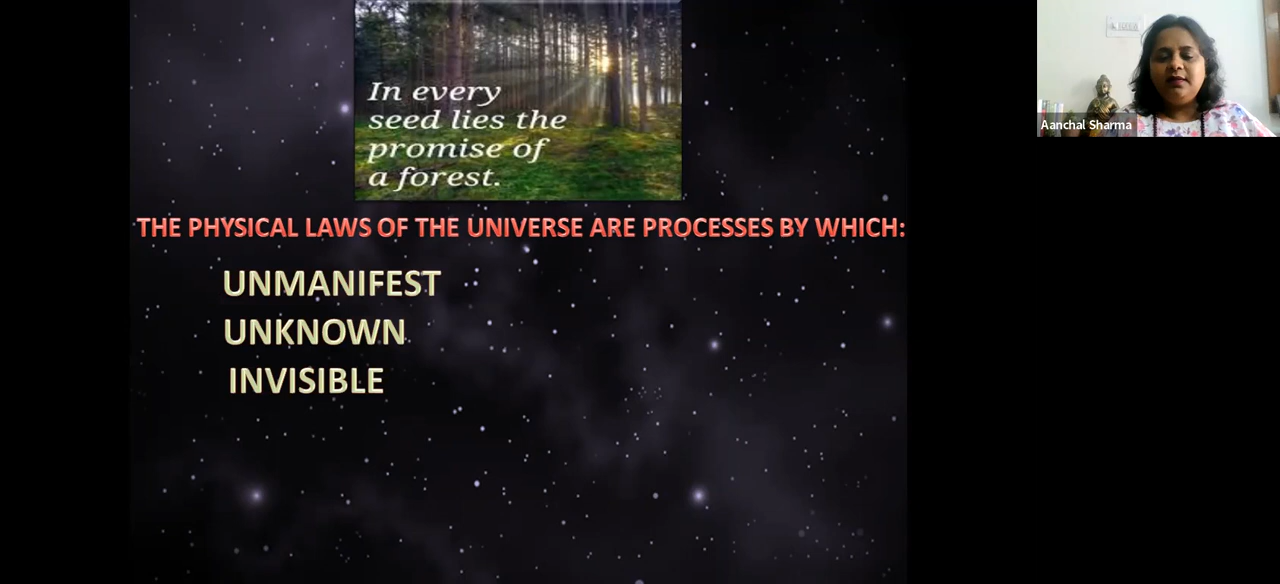 In every
seed lies the
promise of
a forest.
THE PHYSICAL LAWS OF THE UNIVERSE ARE PROCESSES BY WHICH:
UNMANIFEST
UNKNOWN
INVISIBLE
Aanchal Sharma